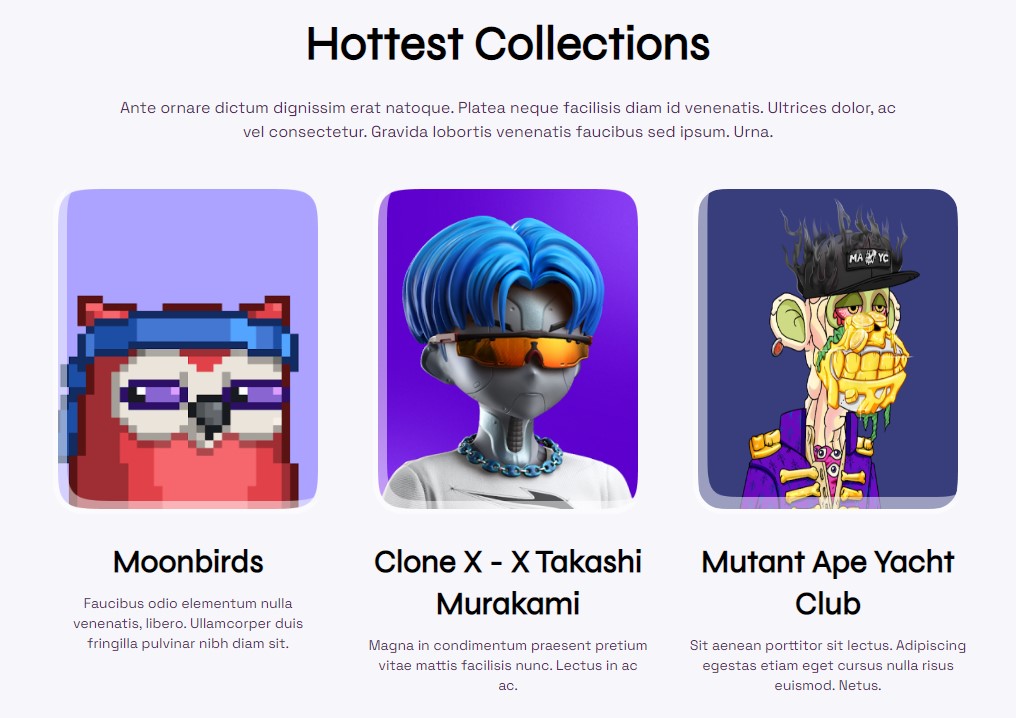 Hottest Collections
Ante ornare dictum dignissim erat natoque. Platea neque facilisis diam id venenatis. Ultrices dolor, ac
vel consectetur. Gravida lobortis venenatis faucibus sed ipsum. Urna.
MA YC
Moonbirds
Faucibus odio elementum nulla
venenatis, libero. Ullamcorper duis
fringilla pulvinar nibh diam sit.
Clone X - X Takashi
Murakami
Magna in condimentum praesent pretium
vitae mattis facilisis nunc. Lectus in ac
ac.
Mutant Ape Yacht
Club
Sit aenean porttitor sit lectus. Adipiscing
egestas etiam eget cursus nulla risus
euismod. Netus.